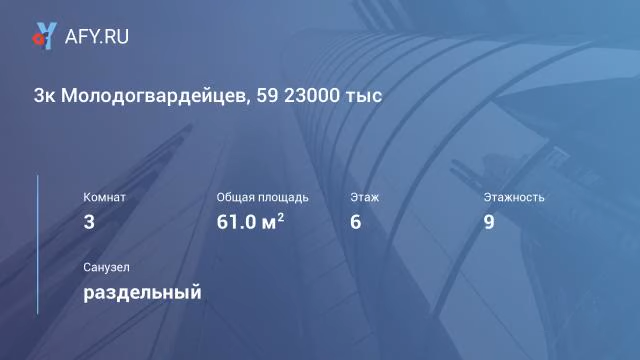 AFY.RU
3к Молодогвардейцев, 59 23000 тыс
Комнат Общая площадь Этаж Этажность
3 61.0 м² 6 9
Санузел
раздельный